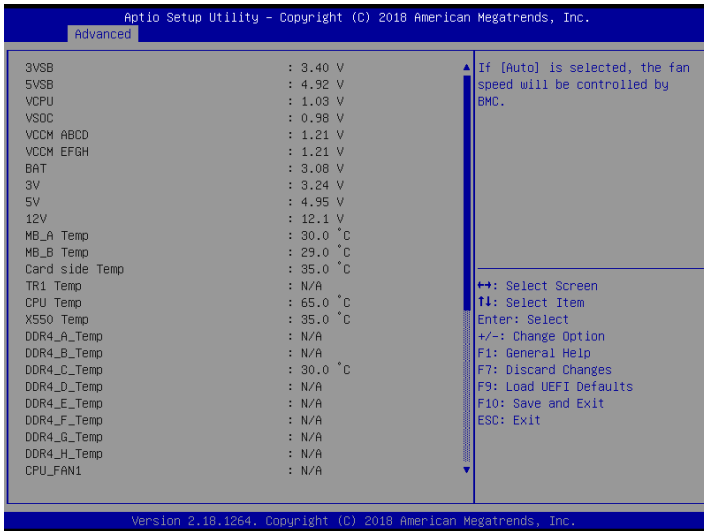 Aptio Setup Utility – Copyright (C) 2018 American Megatrends, Inc.
Advanced
3VSB : 3.40 V
5VSB : 4.92 V
VCPU : 1.03 V
VSOC : 0.98 V
VCCM ABCD : 1.21 V
VCCM EFGH : 1.21 V
BAT : 3.08 V
3V : 3.24 V
5V : 4.95 V
12V : 12.1 V
MB_A Temp : 30.0 °C
MB_B Temp : 29.0 °C
Card side Temp : 35.0 °C
TR1 Temp : N/A
CPU Temp : 65.0 °C
X550 Temp : 35.0 °C
DDR4_A_Temp : N/A
DDR4_B_Temp : N/A
DDR4_C_Temp : 30.0 °C
DDR4_D_Temp : N/A
DDR4_E_Temp : N/A
DDR4_F_Temp : N/A
DDR4_G_Temp : N/A
DDR4_H_Temp : N/A
CPU_FAN1 : N/A
If [Auto] is selected, the fan
speed will be controlled by
BMC.
↔: Select Screen
↑↓: Select Item
Enter: Select
+/-: Change Option
F1: General Help
F7: Discard Changes
F9: Load UEFI Defaults
F10: Save and Exit
ESC: Exit
Version 2.18.1264. Copyright (C) 2018 American Megatrends, Inc.